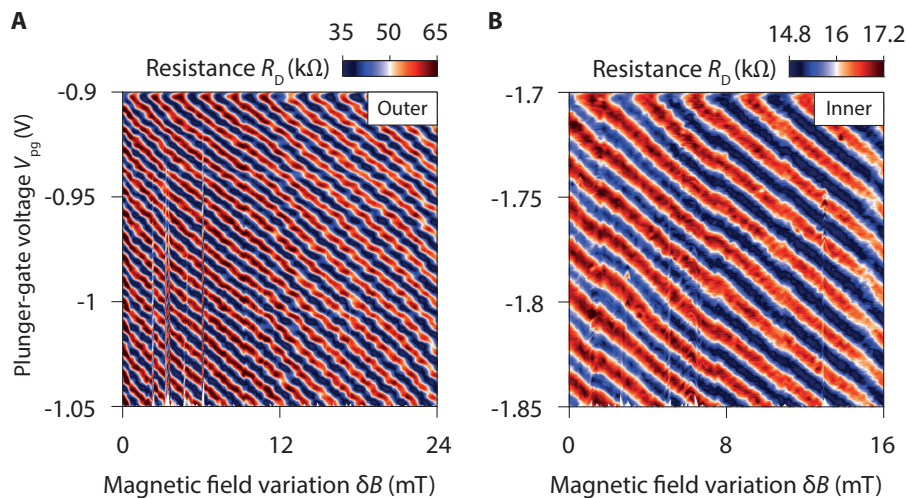 A
35 50 65
Resistance R_D (kΩ)
Outer
-0.9
-0.95
-1
-1.05
Plunger-gate voltage V_pg (V)
0 12 24
Magnetic field variation δB (mT)
B
14.8 16 17.2
Resistance R_D (kΩ)
Inner
-1.7
-1.75
-1.8
-1.85
0 8 16
Magnetic field variation δB (mT)